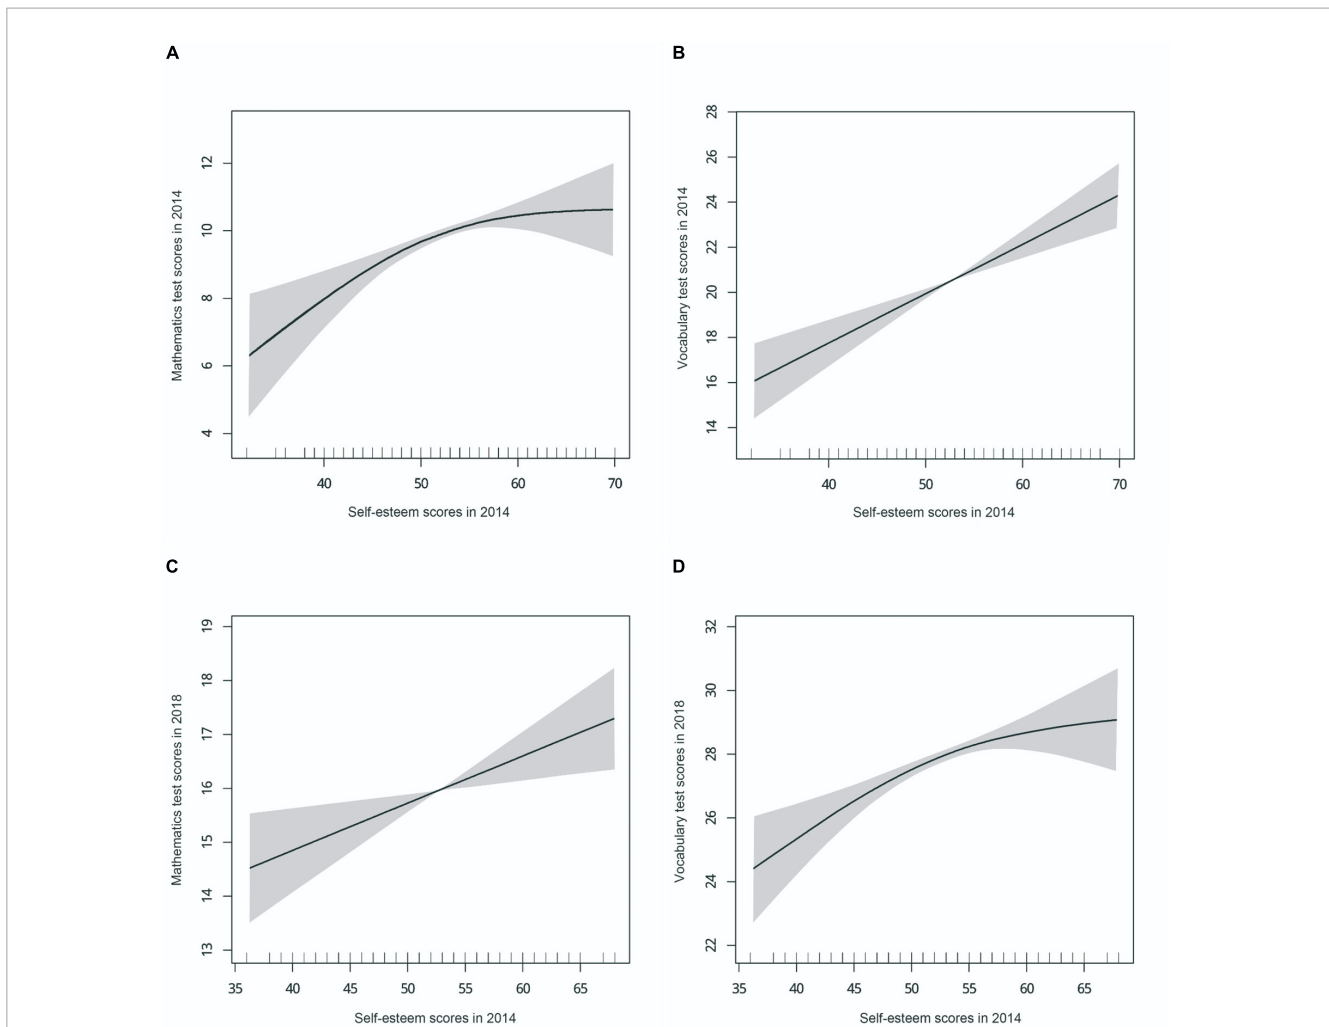 A
B
Mathematics test scores in 2014
12
10
8
6
4
40 50 60 70
Self-esteem scores in 2014
Vocabulary test scores in 2014
28
26
24
22
20
18
16
14
40 50 60 70
Self-esteem scores in 2014
C
D
Mathematics test scores in 2018
19
18
17
16
15
14
13
35 40 45 50 55 60 65
Self-esteem scores in 2014
Vocabulary test scores in 2018
32
30
28
26
24
22
35 40 45 50 55 60 65
Self-esteem scores in 2014